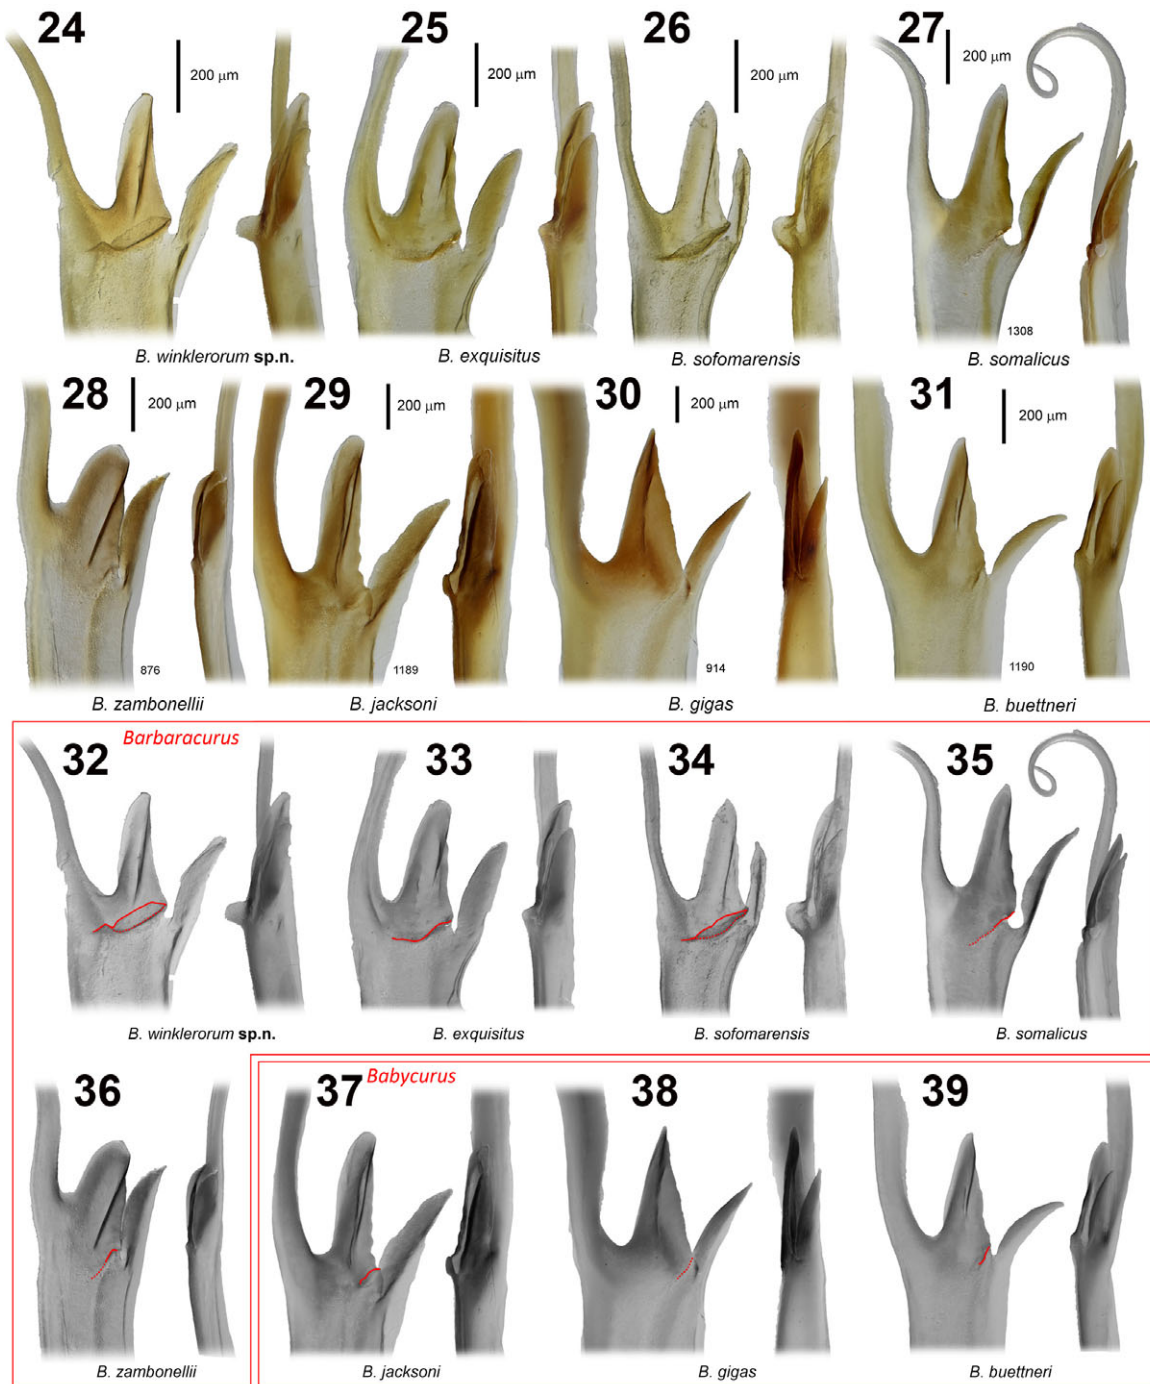 24 25 26 27
200 μm 200 μm 200 μm 200 μm
1308
B. winklerorum sp.n. B. exquisitus B. sofomarensis B. somalicus
28 29 30 31
200 μm 200 μm 200 μm 200 μm
876 1189 914 1190
B. zambonellii B. jacksoni B. gigas B. buettneri
Barbaracurus
32 33 34 35
B. winklerorum sp.n. B. exquisitus B. sofomarensis B. somalicus
Babycurus
36 37 38 39
B. zambonellii B. jacksoni B. gigas B. buettneri